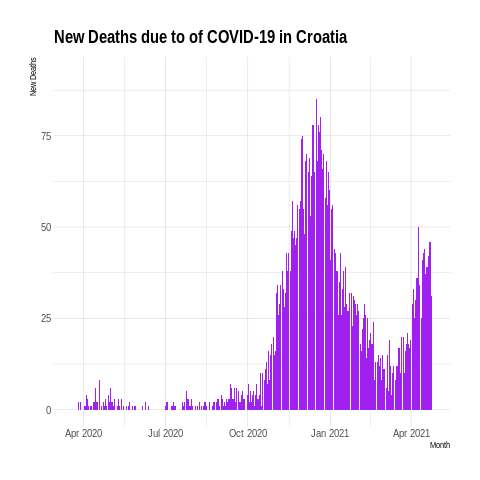 New Deaths due to of COVID-19 in Croatia
New Deaths
75
50
25
0
Apr 2020 Jul 2020 Oct 2020 Jan 2021 Apr 2021
Month